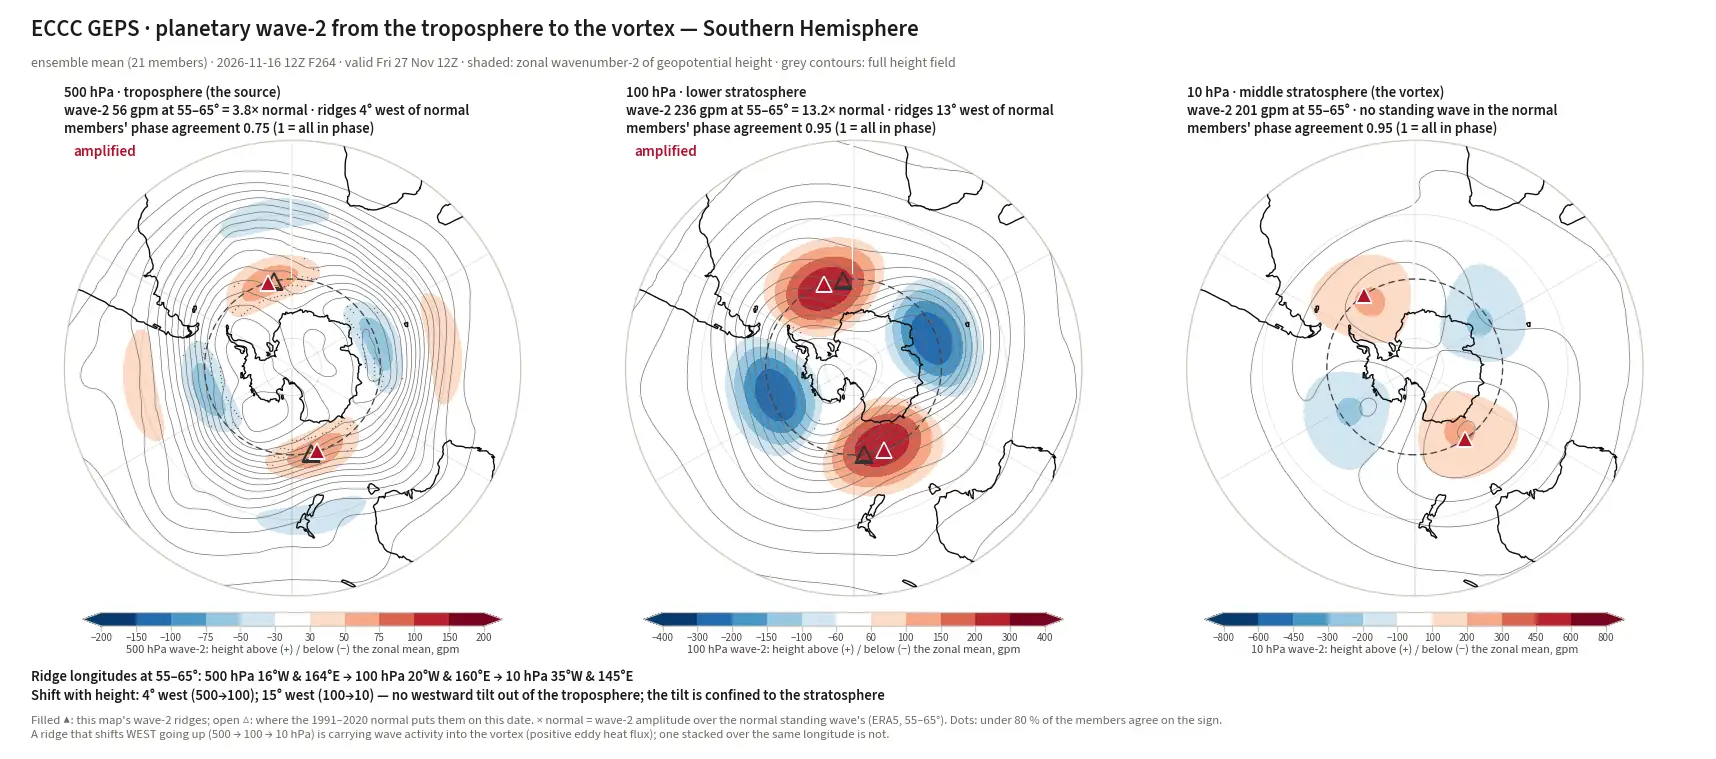 ECCC GEPS · planetary wave-2 from the troposphere to the vortex — Southern Hemisphere
ensemble mean (21 members) · 2026-11-16 12Z F264 · valid Fri 27 Nov 12Z · shaded: zonal wavenumber-2 of geopotential height · grey contours: full height field
500 hPa · troposphere (the source)
wave-2 56 gpm at 55–65° = 3.8× normal · ridges 4° west of normal
members' phase agreement 0.75 (1 = all in phase)
amplified
100 hPa · lower stratosphere
wave-2 236 gpm at 55–65° = 13.2× normal · ridges 13° west of normal
members' phase agreement 0.95 (1 = all in phase)
amplified
10 hPa · middle stratosphere (the vortex)
wave-2 201 gpm at 55–65° · no standing wave in the normal
members' phase agreement 0.95 (1 = all in phase)
−200 −150 −100 −75 −50 −30 30 50 75 100 150 200
500 hPa wave-2: height above (+) / below (−) the zonal mean, gpm
−400 −300 −200 −150 −100 −60 60 100 150 200 300 400
100 hPa wave-2: height above (+) / below (−) the zonal mean, gpm
−800 −600 −450 −300 −200 −100 100 200 300 450 600 800
10 hPa wave-2: height above (+) / below (−) the zonal mean, gpm
Ridge longitudes at 55–65°: 500 hPa 16°W & 164°E → 100 hPa 20°W & 160°E → 10 hPa 35°W & 145°E
Shift with height: 4° west (500→100); 15° west (100→10) — no westward tilt out of the troposphere; the tilt is confined to the stratosphere
Filled ▲: this map's wave-2 ridges; open △: where the 1991–2020 normal puts them on this date. × normal = wave-2 amplitude over the normal standing wave's (ERA5, 55–65°). Dots: under 80 % of the members agree on the sign.
A ridge that shifts WEST going up (500 → 100 → 10 hPa) is carrying wave activity into the vortex (positive eddy heat flux); one stacked over the same longitude is not.